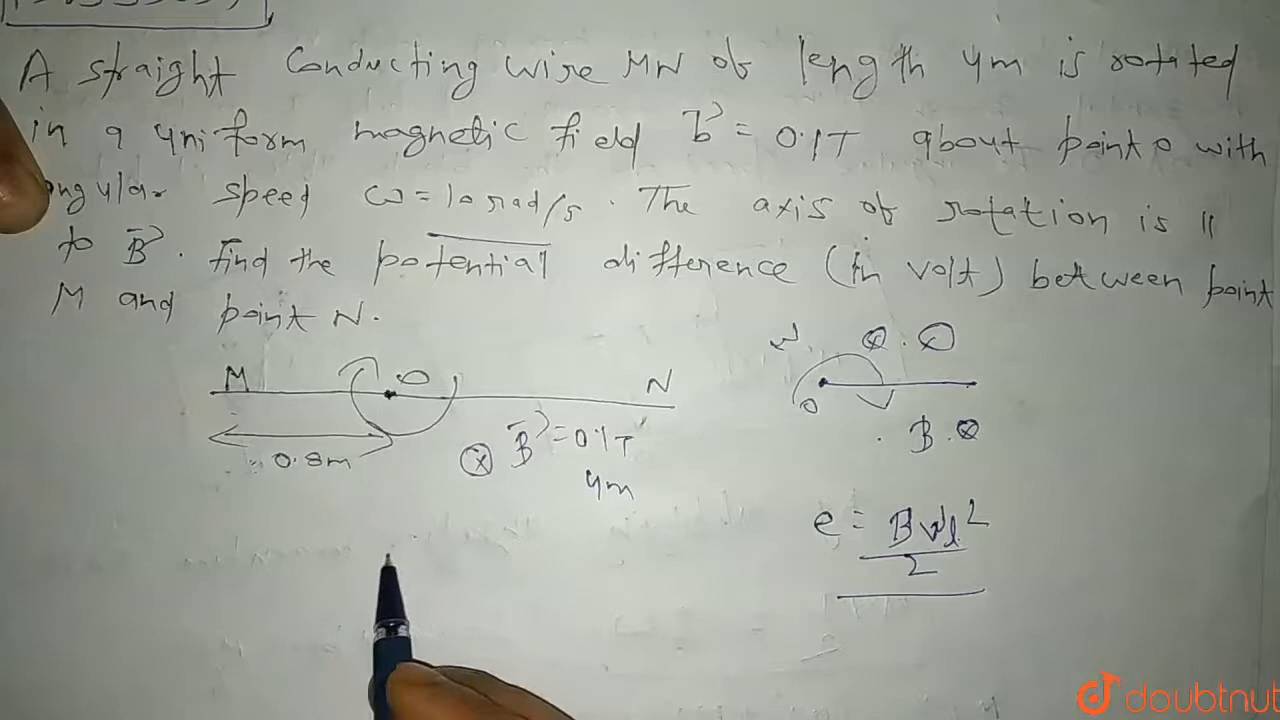 A straight Conducting wire MN of length 4m is rotated
in a uniform magnetic field B = 0.1T about point O with
angular speed ω = 10 rad/s. The axis of rotation is ||
to B. Find the potential difference (in volt) between point
M and point N.
M O N
0.8m
⊗ B = 0.1T
4m
W
O
B ⊗
e = Bωl²
2
doubtnut